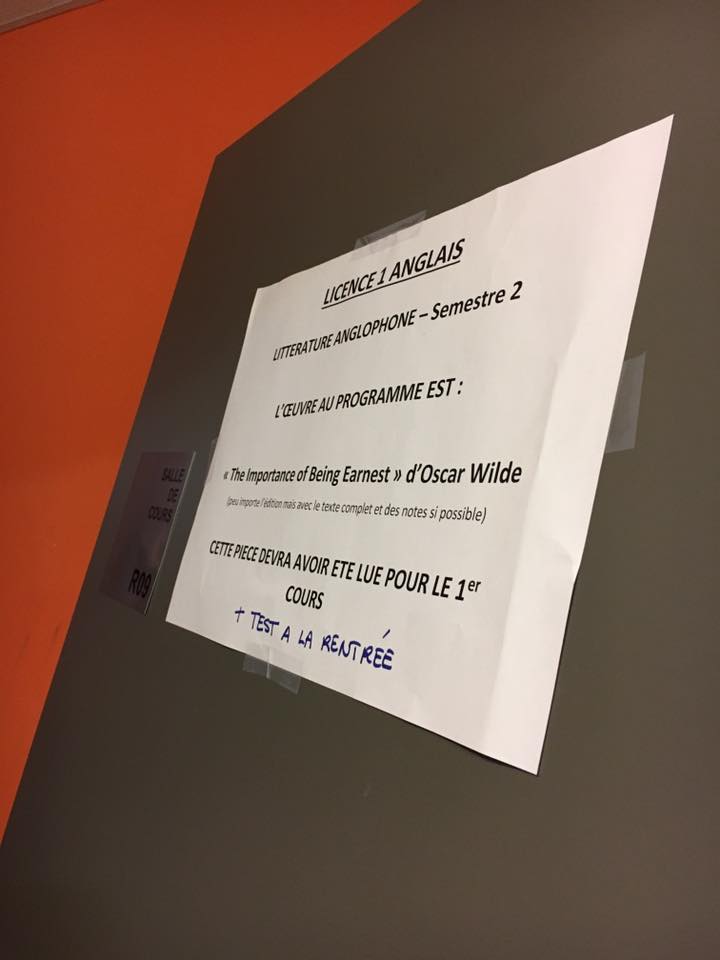 LICENCE 1 ANGLAIS
LITTERATURE ANGLOPHONE – Semestre 2
L'ŒUVRE AU PROGRAMME EST :
« The Importance of Being Earnest » d'Oscar Wilde
(peu importe l'édition mais avec le texte complet et des notes si possible)
CETTE PIECE DEVRA AVOIR ETE LUE POUR LE 1er
COURS
+ TEST A LA RENTRÉE
SALLE
DE
COURS
R09